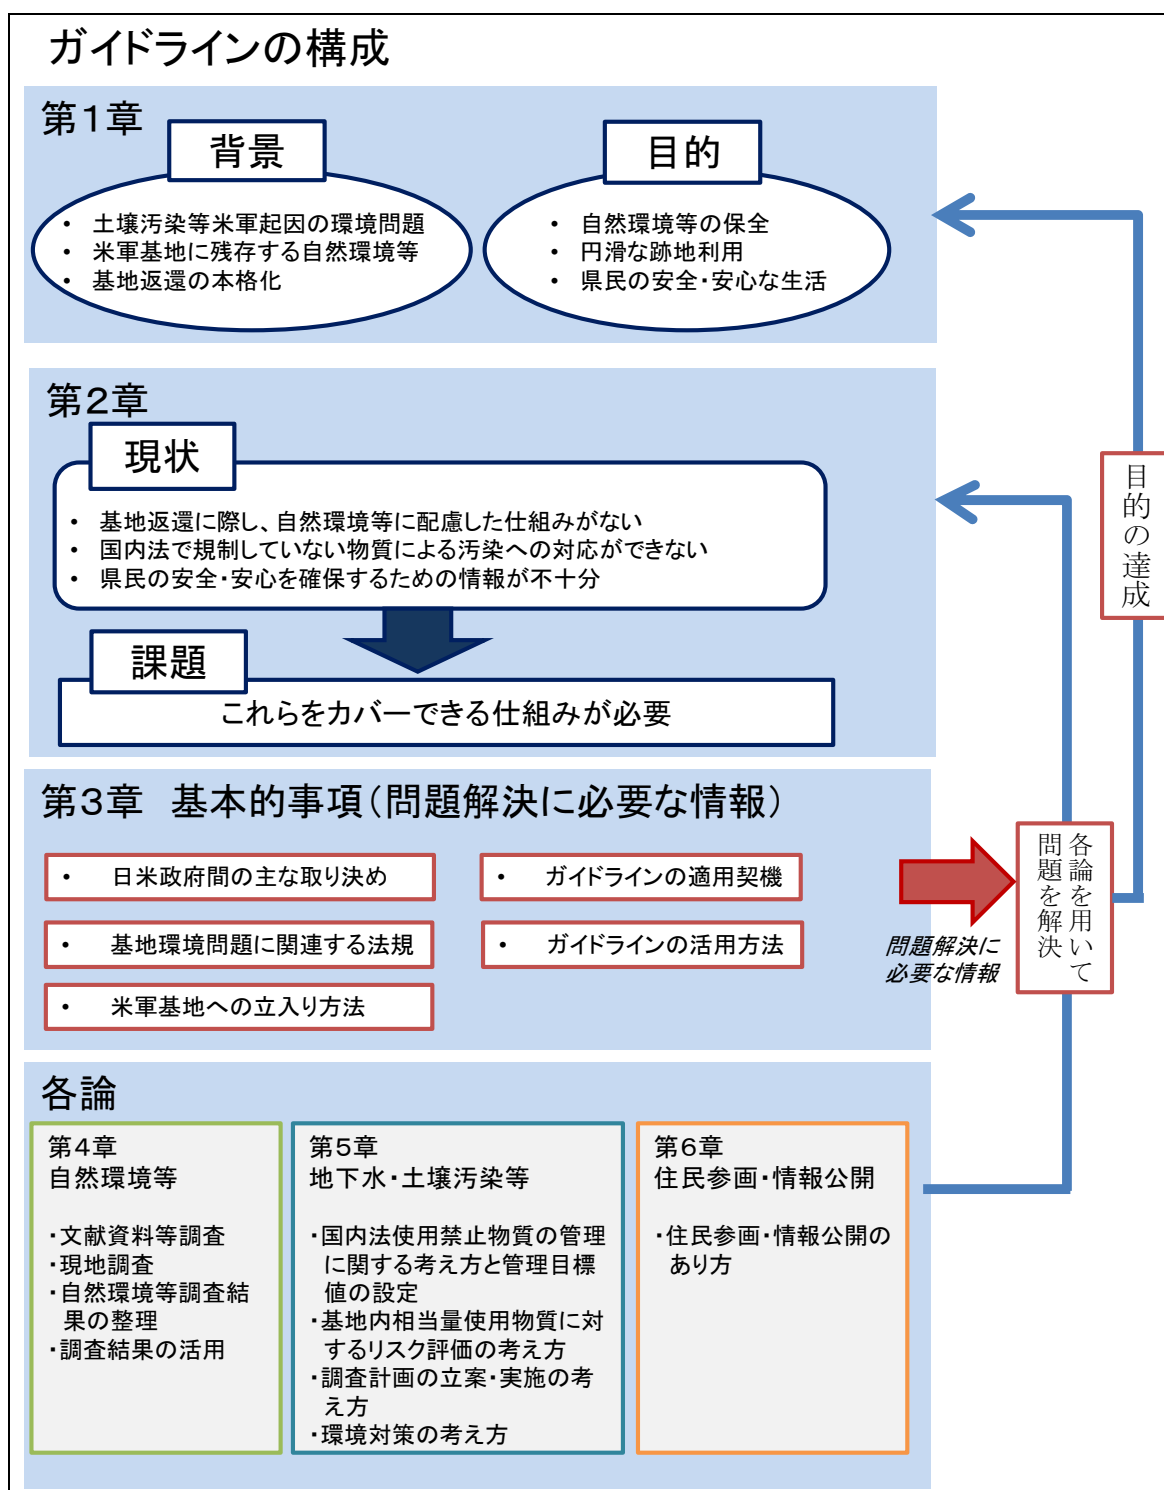 ガイドラインの構成
第1章
背景
・ 土壌汚染等米軍起因の環境問題
・ 米軍基地に残存する自然環境等
・ 基地返還の本格化
目的
・ 自然環境等の保全
・ 円滑な跡地利用
・ 県民の安全・安心な生活
第2章
現状
・ 基地返還に際し、自然環境等に配慮した仕組みがない
・ 国内法で規制していない物質による汚染への対応ができない
・ 県民の安全・安心を確保するための情報が不十分
課題
これらをカバーできる仕組みが必要
目的の達成
第3章 基本的事項(問題解決に必要な情報)
・ 日米政府間の主な取り決め
・ 基地環境問題に関連する法規
・ 米軍基地への立入り方法
・ ガイドラインの適用契機
・ ガイドラインの活用方法
問題解決に
必要な情報
各論を用いて
問題を解決
各論
第4章
自然環境等
・文献資料等調査
・現地調査
・自然環境等調査結
果の整理
・調査結果の活用
第5章
地下水・土壌汚染等
・国内法使用禁止物質の管理
に関する考え方と管理目標
値の設定
・基地内相当量使用物質に対
するリスク評価の考え方
・調査計画の立案・実施の考
え方
・環境対策の考え方
第6章
住民参画・情報公開
・住民参画・情報公開の
あり方